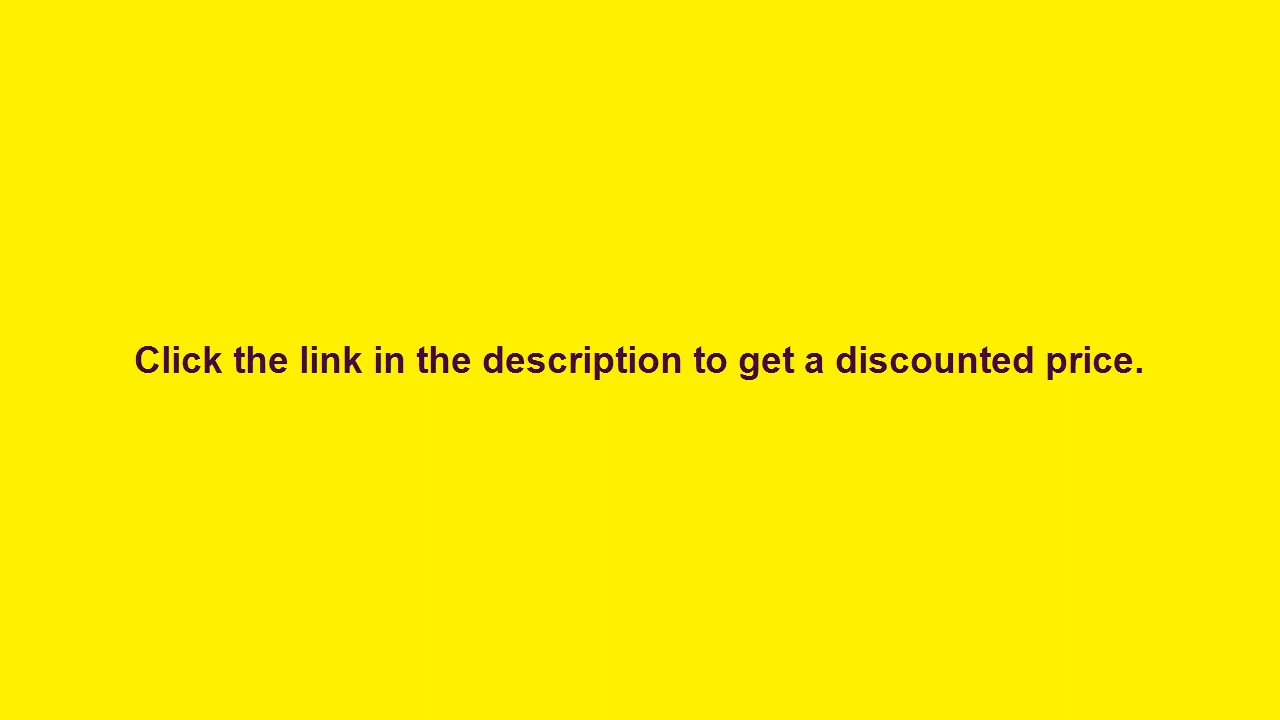 Click the link in the description to get a discounted price.